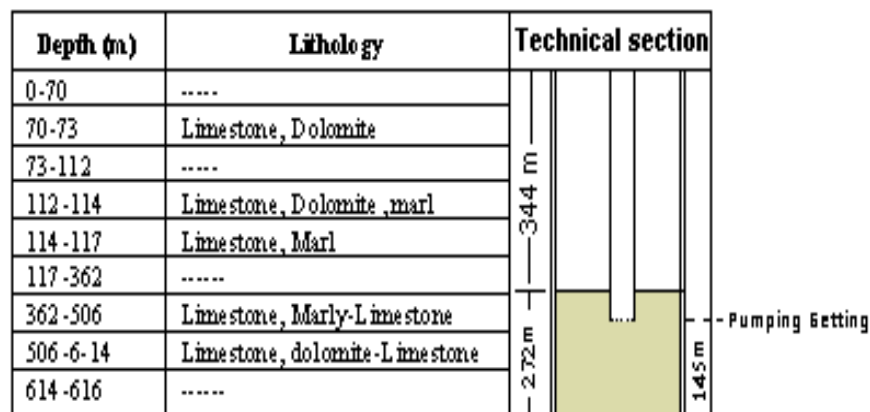 Depth (m) Lithology Technical section
0-70 -----
70-73 Limestone, Dolomite
73-112 -----
112-114 Limestone, Dolomite ,marl
114-117 Limestone, Marl
117-362 ------
362-506 Limestone, Marly-Limestone
506-6-14 Limestone, dolomite-Limestone
614-616 ------
344 m
272m
145m
Pumping Setting